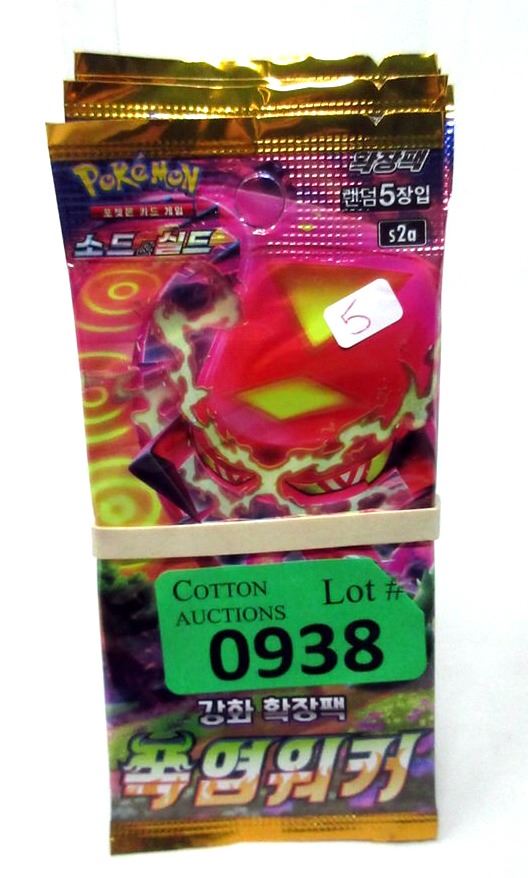 확장팩
POKÉMON
랜덤5장입
포켓몬 카드 게임
소드&실드
s2a
5
COTTON AUCTIONS
Lot #
0938
강화 확장팩
폭염워커